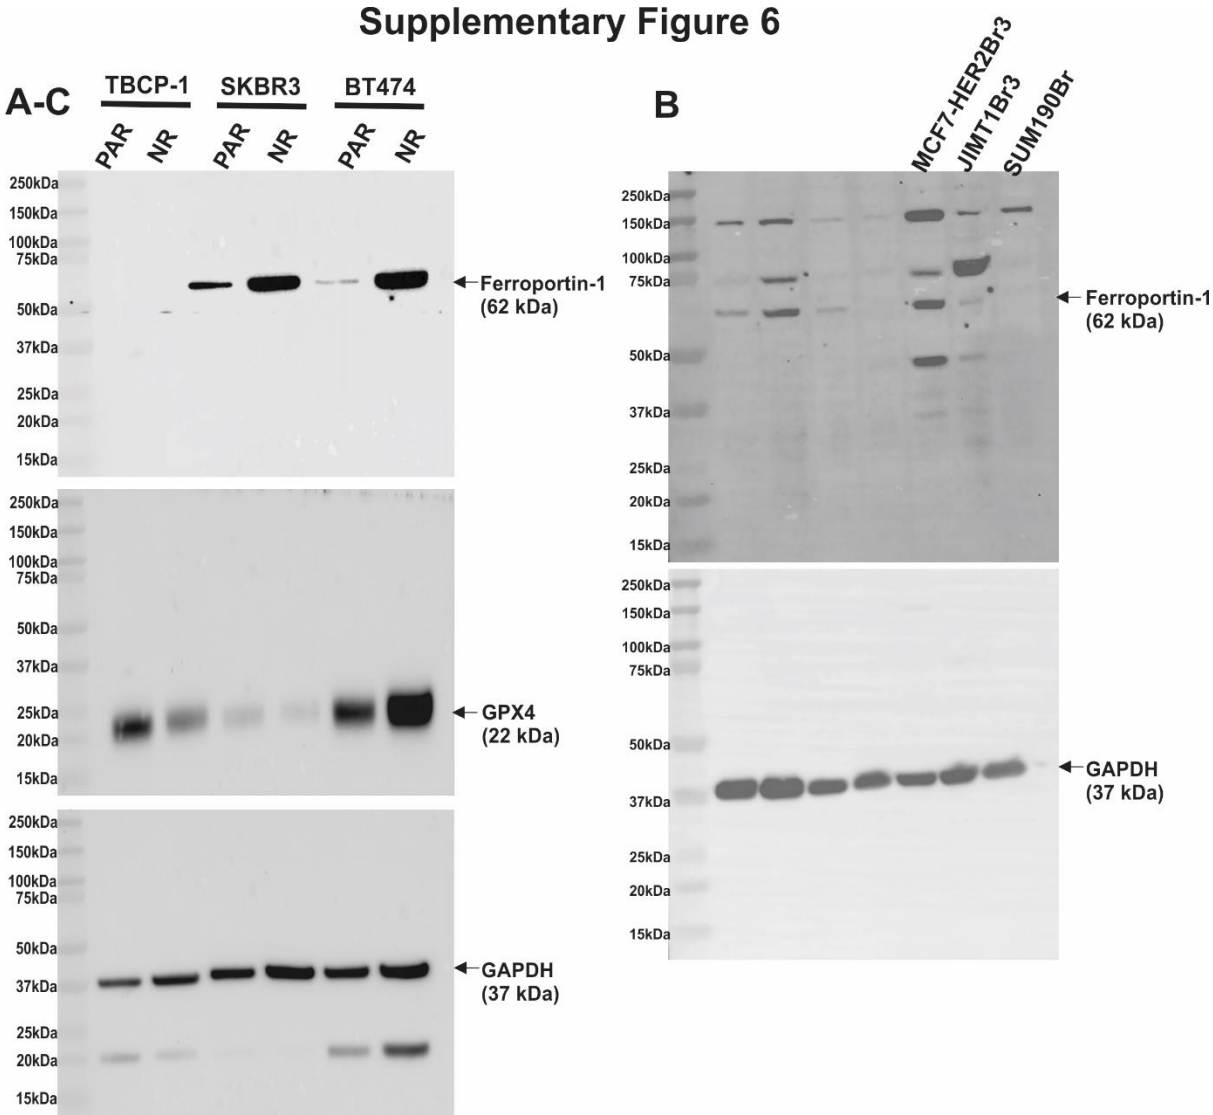 Supplementary Figure 6
A-C
TBCP-1 SKBR3 BT474
PAR NR PAR NR PAR NR
250kDa
150kDa
100kDa
75kDa
50kDa
37kDa
25kDa
20kDa
15kDa
Ferroportin-1
(62 kDa)
250kDa
150kDa
100kDa
75kDa
50kDa
37kDa
25kDa
20kDa
15kDa
GPX4
(22 kDa)
250kDa
150kDa
100kDa
75kDa
50kDa
37kDa
25kDa
20kDa
15kDa
GAPDH
(37 kDa)
B
MCF7-HER2Br3
JIMT1Br3
SUM190Br
250kDa
150kDa
100kDa
75kDa
50kDa
37kDa
25kDa
20kDa
15kDa
Ferroportin-1
(62 kDa)
250kDa
150kDa
100kDa
75kDa
50kDa
37kDa
25kDa
20kDa
15kDa
GAPDH
(37 kDa)